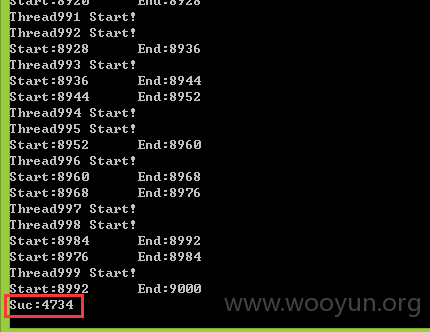 Start:8920 End:8928
Thread991 Start!
Thread992 Start!
Start:8928 End:8936
Thread993 Start!
Start:8936 End:8944
Start:8944 End:8952
Thread994 Start!
Thread995 Start!
Start:8952 End:8960
Thread996 Start!
Start:8960 End:8968
Start:8968 End:8976
Thread997 Start!
Thread998 Start!
Start:8984 End:8992
Start:8976 End:8984
Thread999 Start!
Start:8992 End:9000
Suc:4734
www.wooyun.org